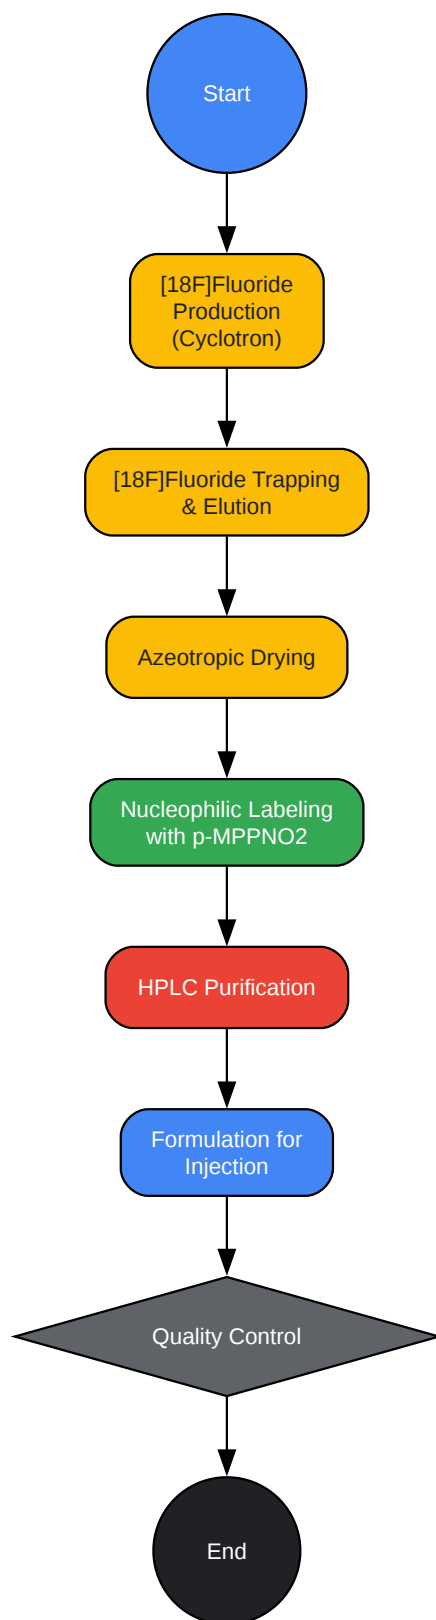 Start
[18F]Fluoride
Production
(Cyclotron)
[18F]Fluoride Trapping
& Elution
Azeotropic Drying
Nucleophilic Labeling
with p-MPPNO2
HPLC Purification
Formulation for
Injection
Quality Control
End